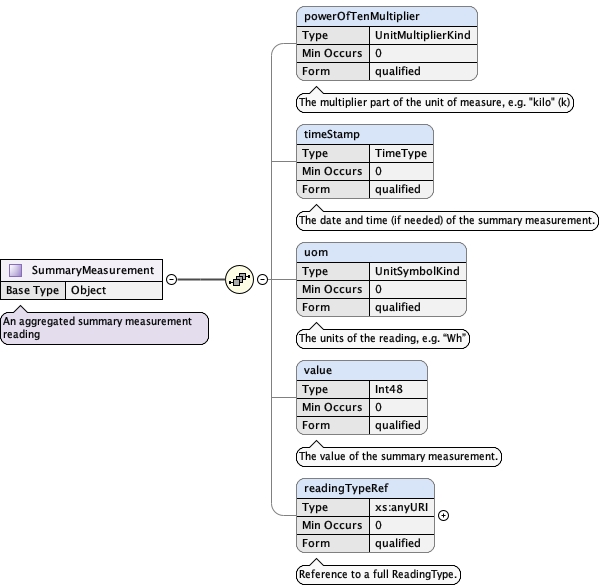 powerOfTenMultiplier
Type UnitMultiplierKind
Min Occurs 0
Form qualified
The multiplier part of the unit of measure, e.g. "kilo" (k)
timeStamp
Type TimeType
Min Occurs 0
Form qualified
The date and time (if needed) of the summary measurement.
SummaryMeasurement
Base Type Object
An aggregated summary measurement
reading
uom
Type UnitSymbolKind
Min Occurs 0
Form qualified
The units of the reading, e.g. “Wh”
value
Type Int48
Min Occurs 0
Form qualified
The value of the summary measurement.
readingTypeRef
Type xs:anyURI
Min Occurs 0
Form qualified
Reference to a full ReadingType.